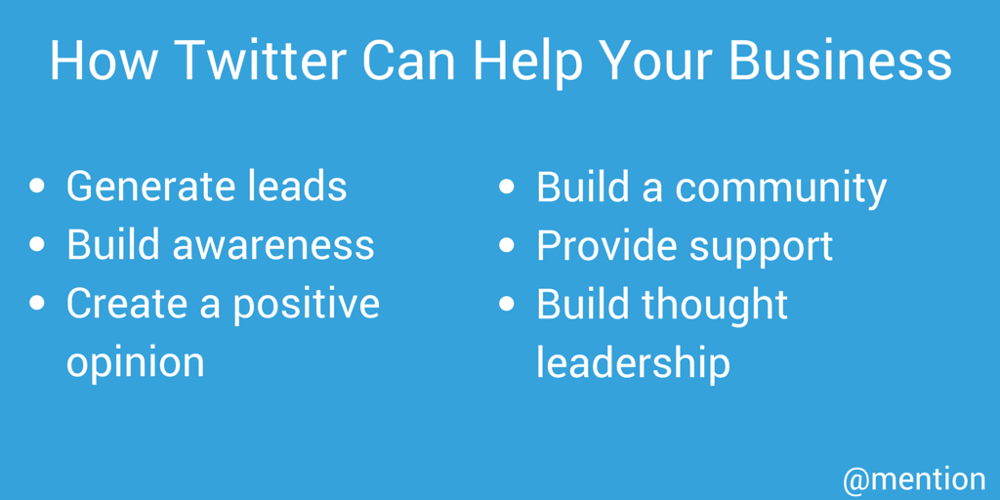 How Twitter Can Help Your Business
• Generate leads
• Build awareness
• Create a positive
opinion
• Build a community
• Provide support
• Build thought
leadership
@mention